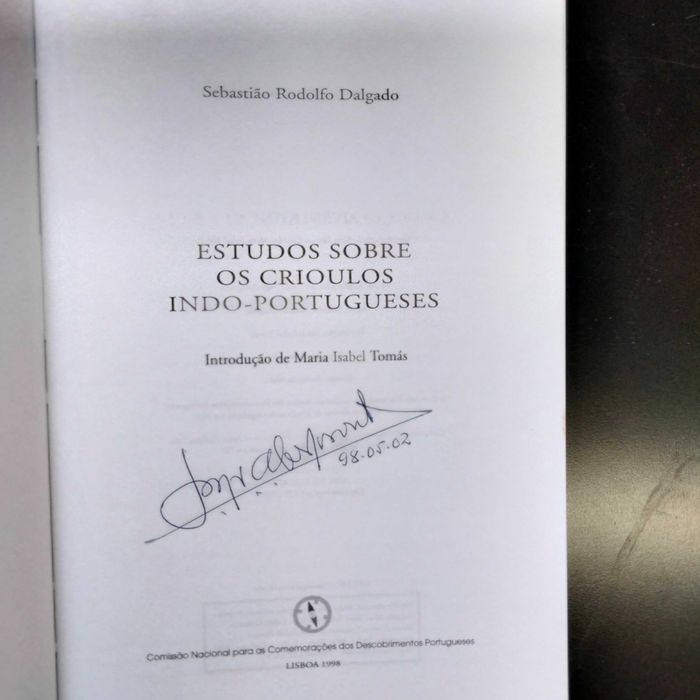 Sebastião Rodolfo Dalgado
ESTUDOS SOBRE
OS CRIOULOS
INDO-PORTUGUESES
Introdução de Maria Isabel Tomás
98.05.02
Comissão Nacional para as Comemorações dos Descobrimentos Portugueses
LISBOA 1998